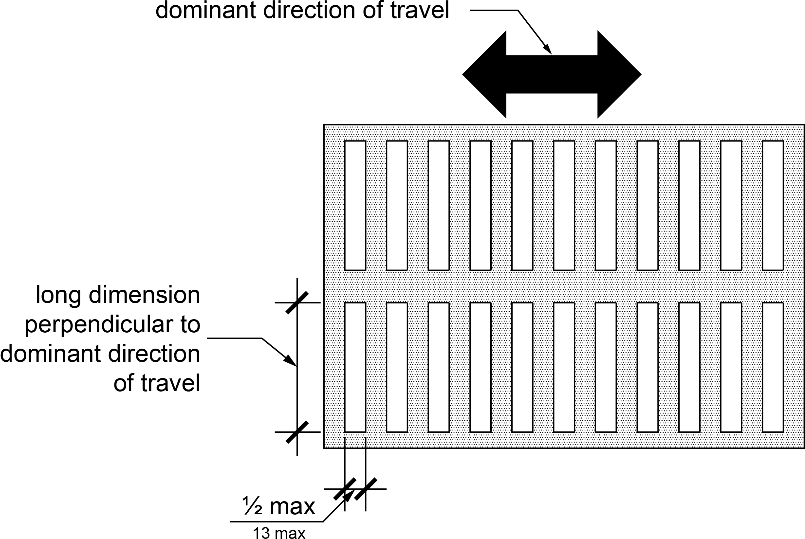 dominant direction of travel
long dimension
perpendicular to
dominant direction
of travel
½ max
13 max